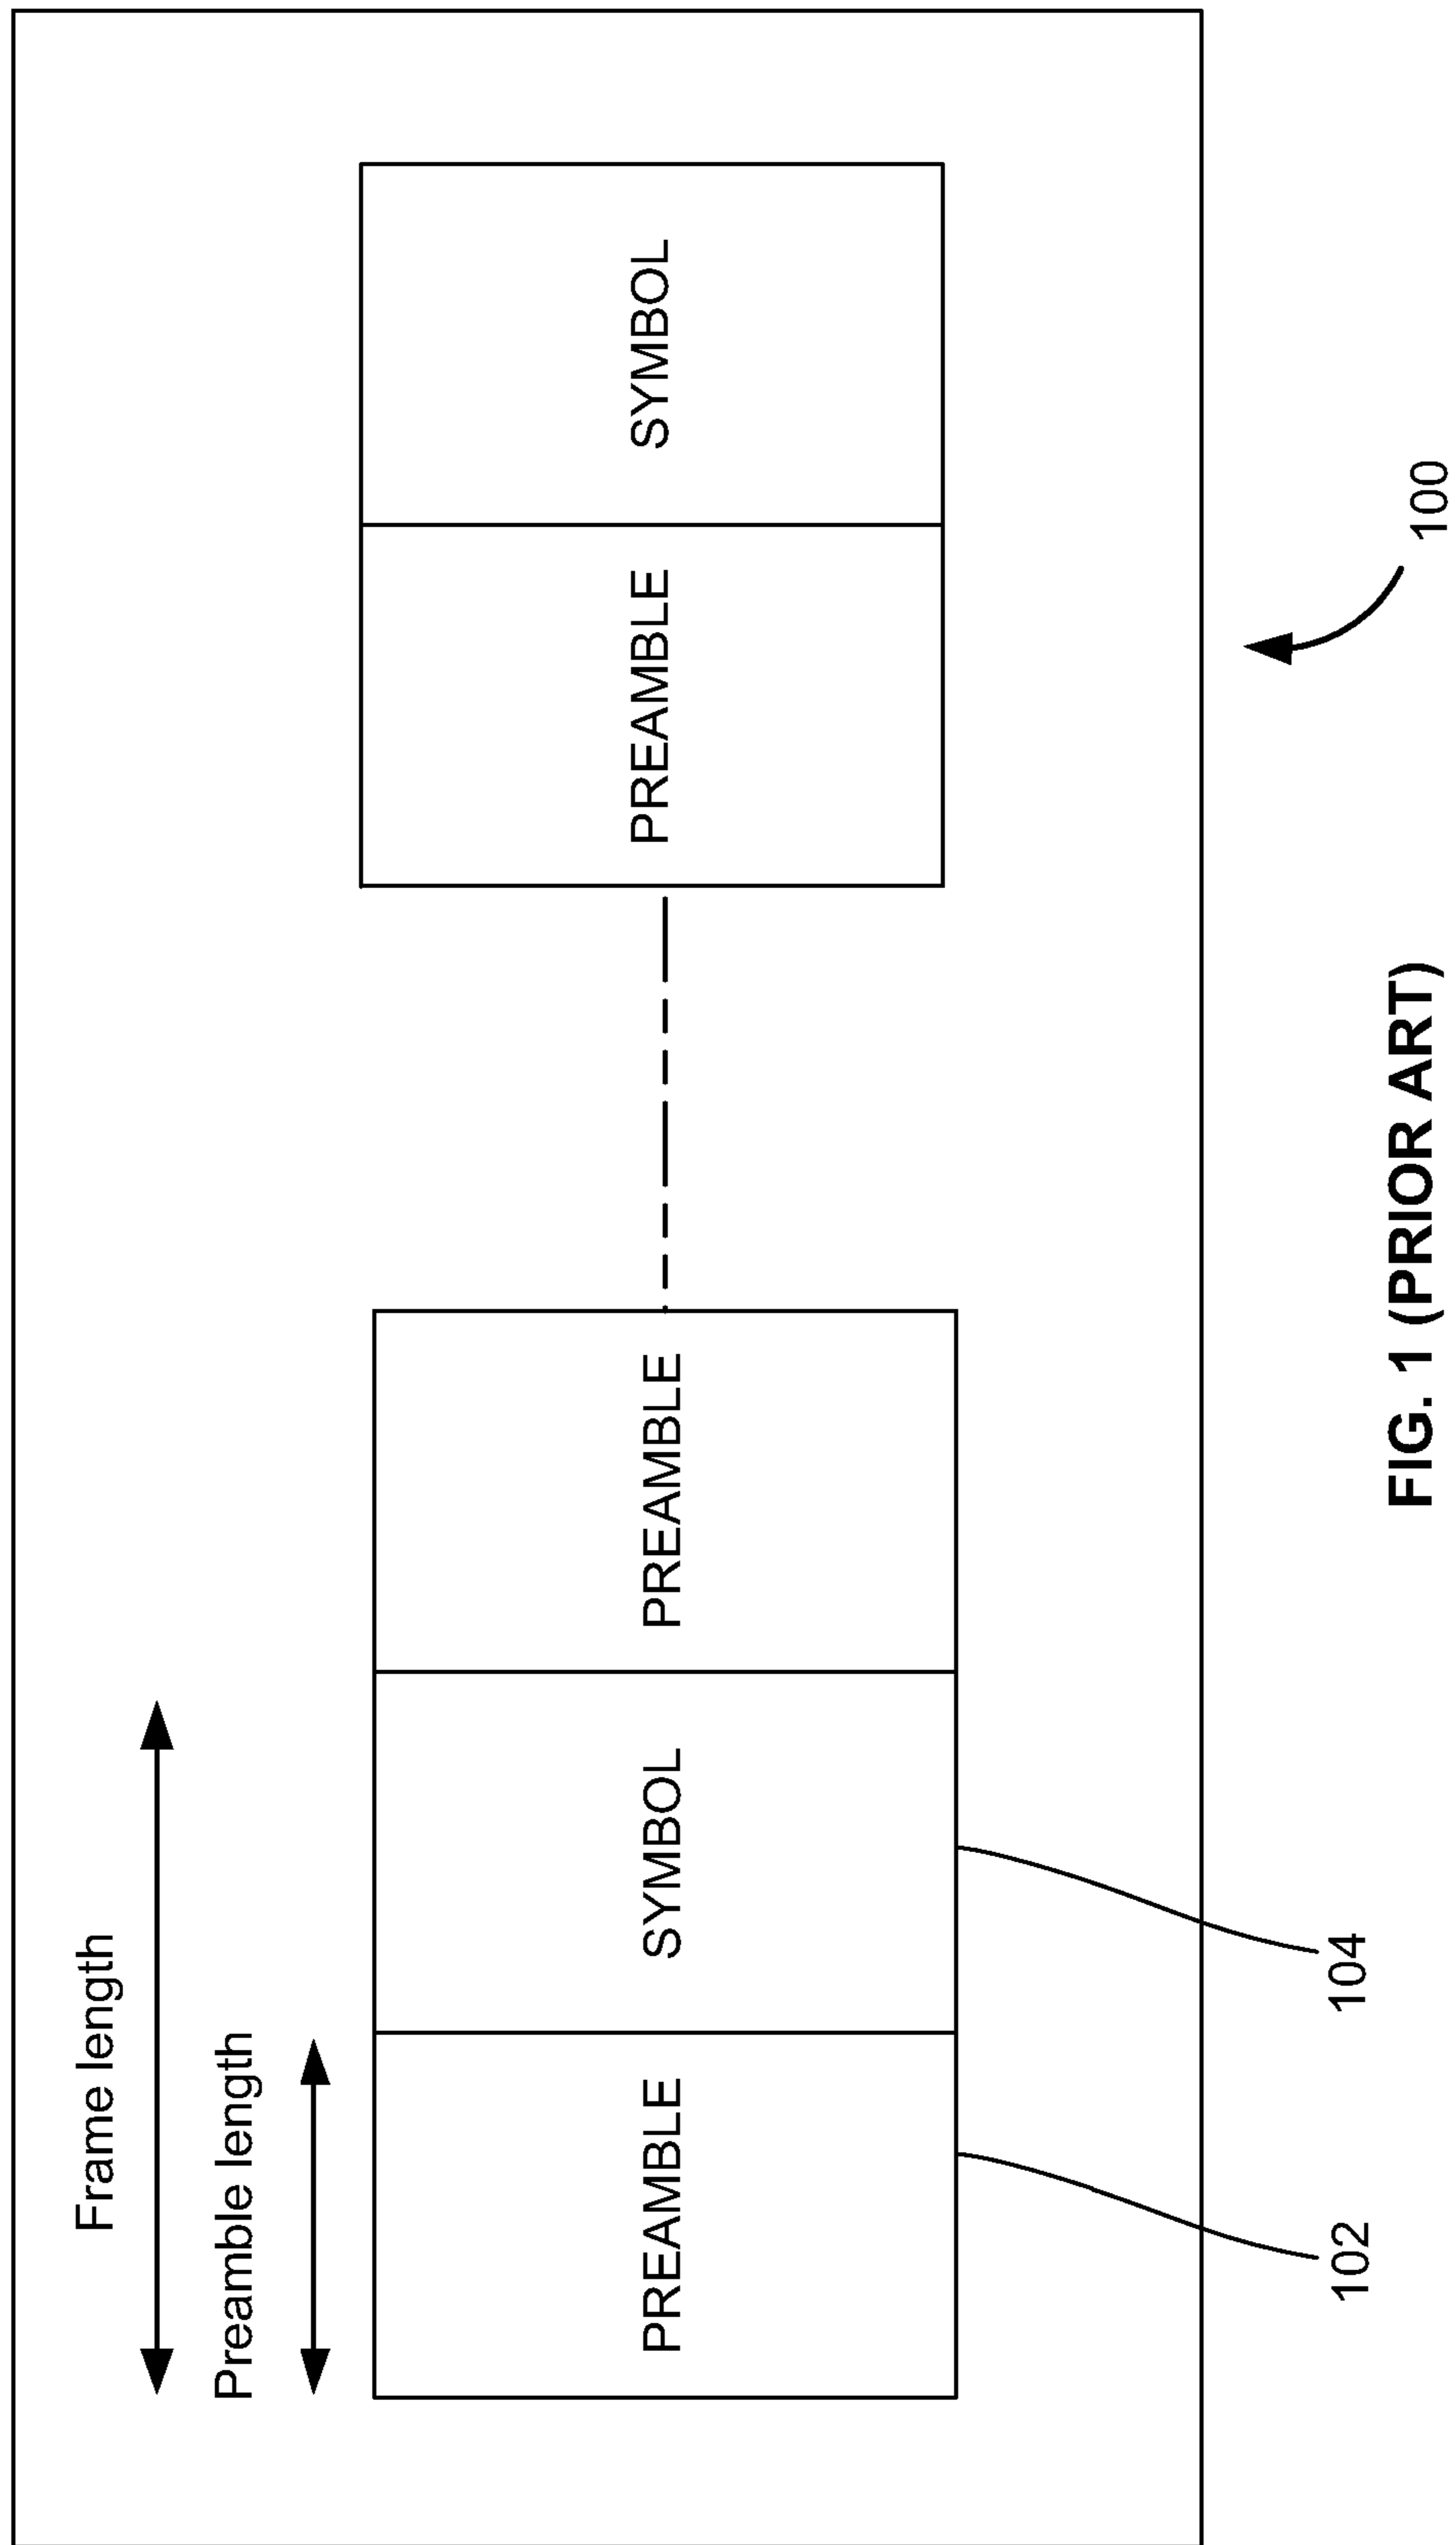 Frame length
Preamble length
PREAMBLE
SYMBOL
PREAMBLE
PREAMBLE
SYMBOL
102
104
100
FIG. 1 (PRIOR ART)